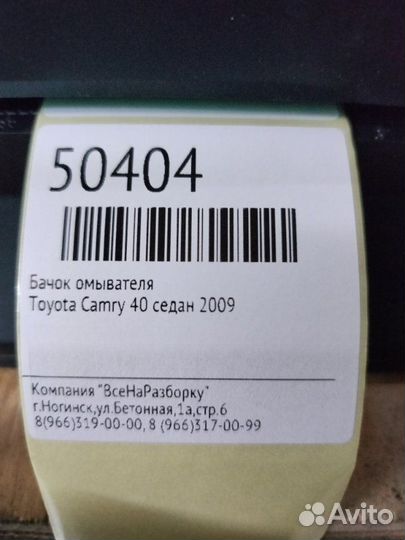 50404
Бачок омывателя
Toyota Camry 40 седан 2009
Компания "ВсеНаРазборку"
г.Ногинск,ул.Бетонная,1а,стр.6
8(966)319-00-00, 8 (966)317-00-99
Avito